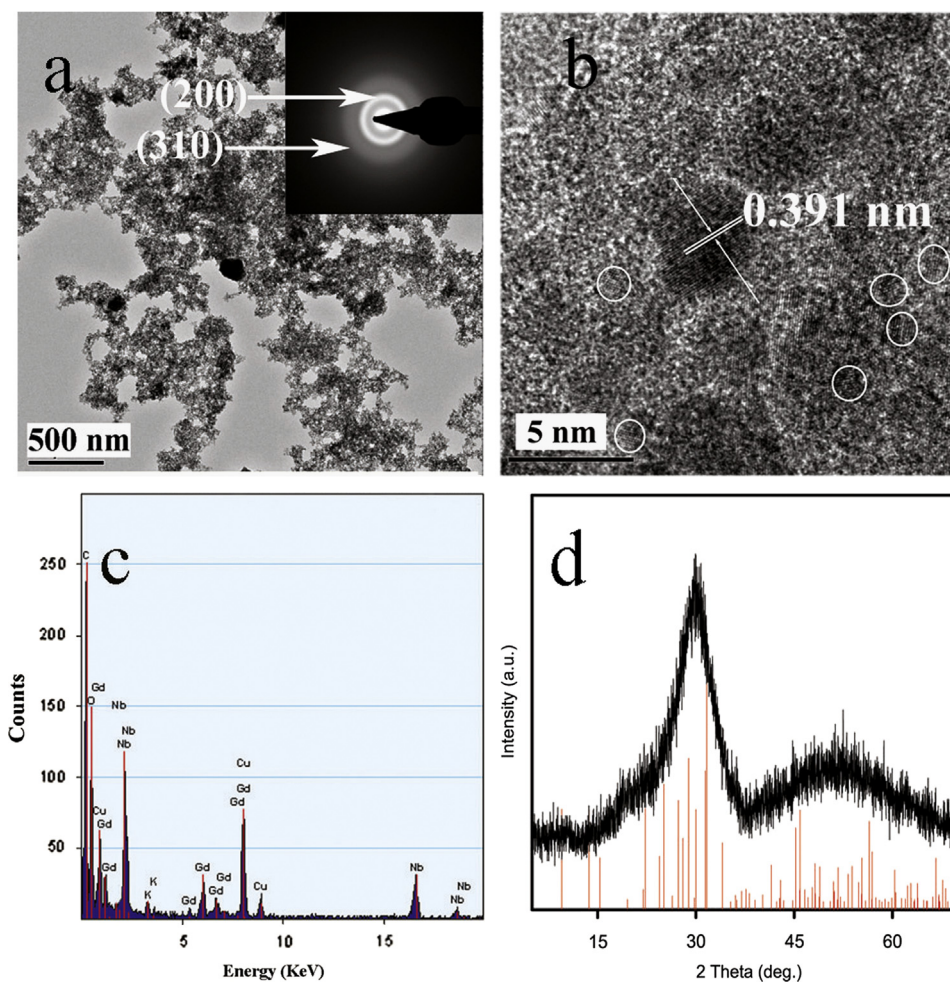 a
(200)
(310)
500 nm
b
0.391 nm
5 nm
c
250
200
150
100
50
Counts
C
Gd
O
Nb
Nb
Nb
Cu
Gd
Gd
K
K
Gd
Gd
Gd
Cu
Gd
Gd
Cu
Nb
Nb
Nb
5 10 15
Energy (KeV)
d
Intensity (a.u.)
15 30 45 60
2 Theta (deg.)